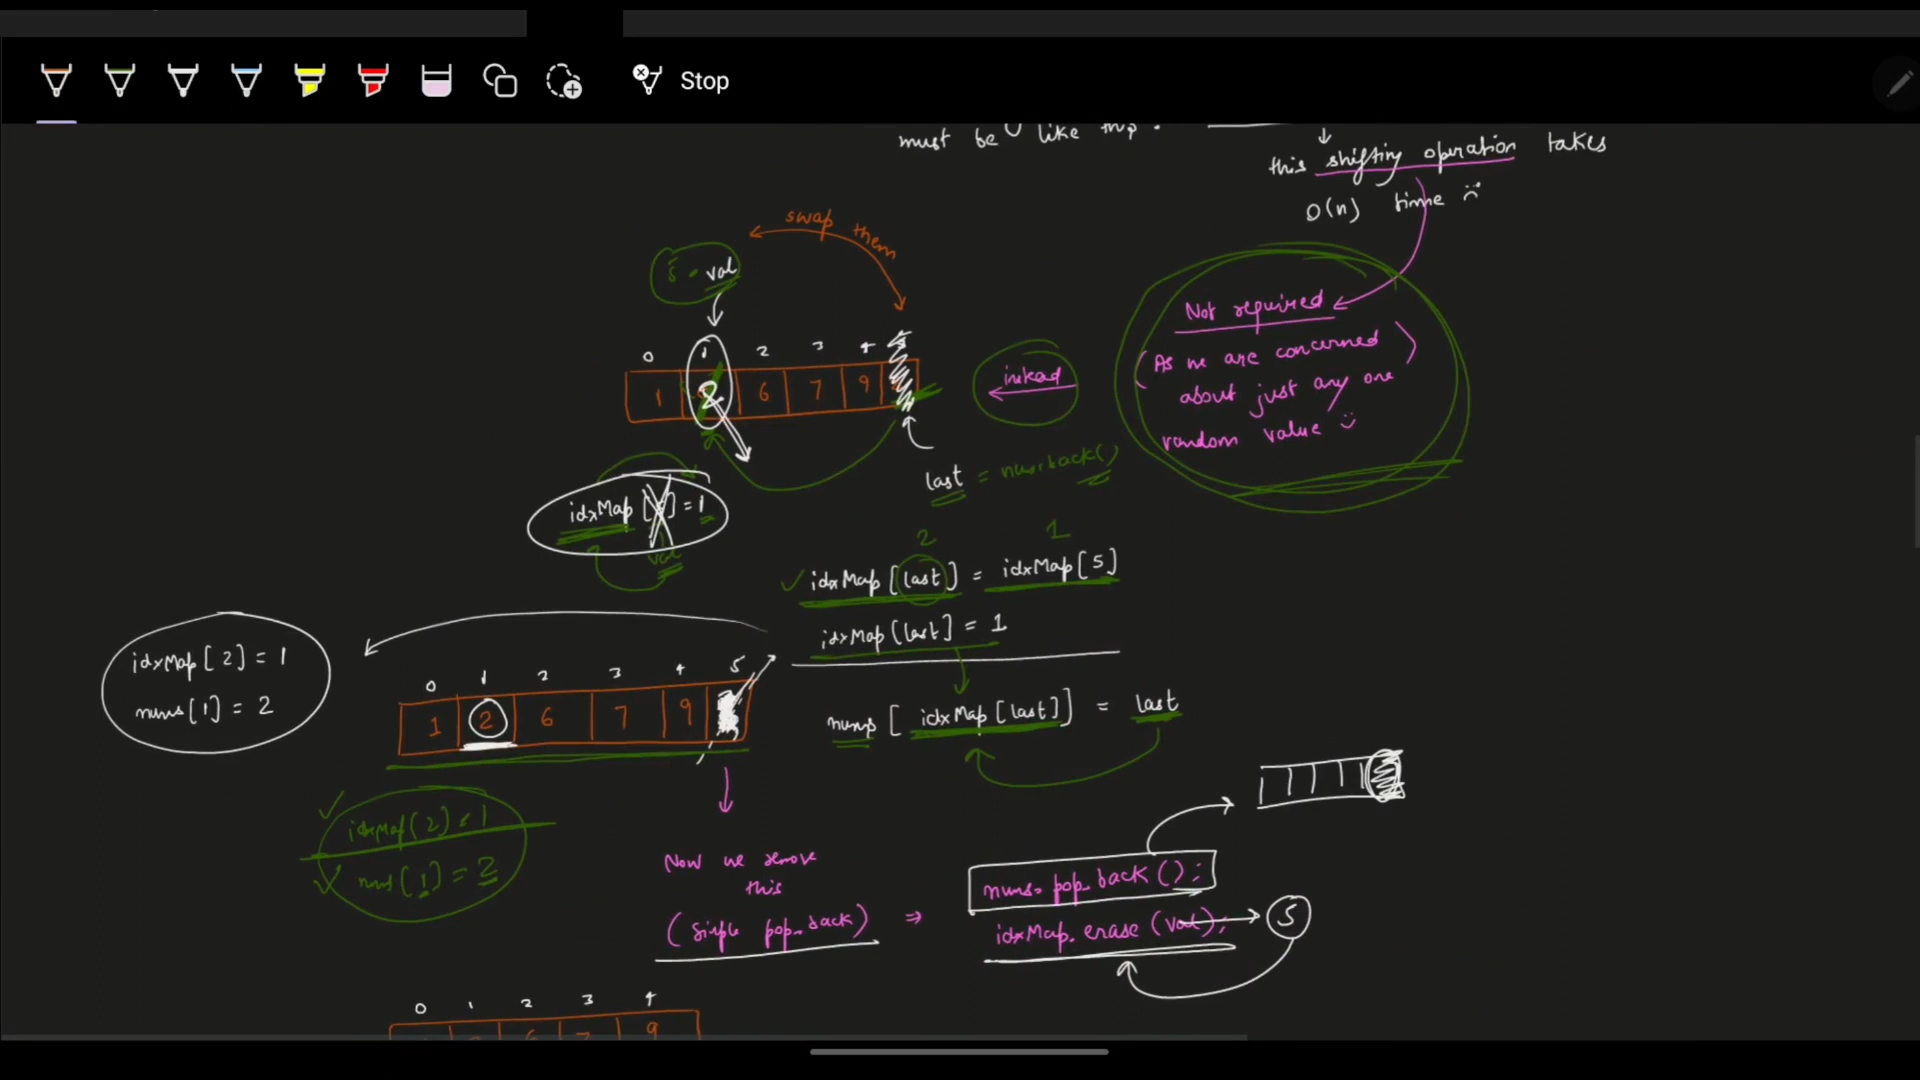 Stop
must be like this.
this shifting operation takes
O(n) time
swap them
5 = val
Not required
(As we are concerned
about just any one
random value
0 1 2 3 4 5
1 2 6 7 9
instead
last = nums.back()
idxMap[5] = 1
val
2 1
idxMap[last] = idxMap[5]
idxMap[last] = 1
idxMap[2] = 1
nums[1] = 2
0 1 2 3 4 5
1 2 6 7 9
nums[idxMap[last]] = last
idxMap[2] = 1
nums[1] = 2
Now we remove
this
(simple pop_back) ⇒
nums.pop_back();
idxMap.erase(val); → 5
0 1 2 3 4
9